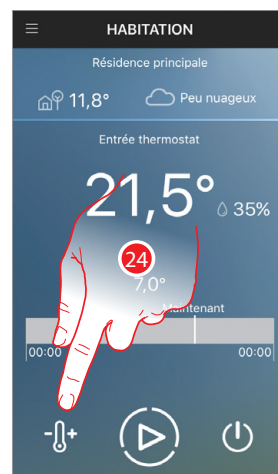 HABITATION
Résidence principale
11,8° Peu nuageux
Entrée thermostat
21,5° 35%
24
7,0°
Maintenant
00:00 00:00